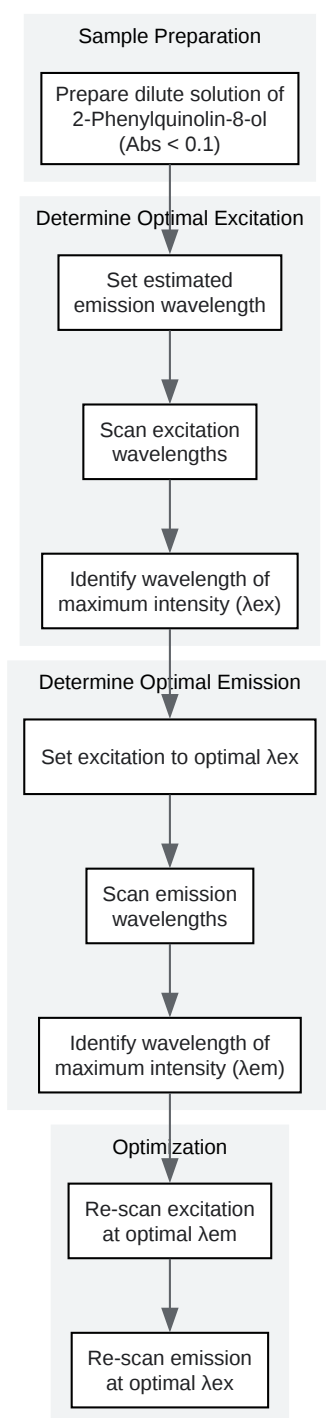 Sample Preparation
Prepare dilute solution of
2-Phenylquinolin-8-ol
(Abs < 0.1)
Determine Optimal Excitation
Set estimated
emission wavelength
Scan excitation
wavelengths
Identify wavelength of
maximum intensity (λex)
Determine Optimal Emission
Set excitation to optimal λex
Scan emission
wavelengths
Identify wavelength of
maximum intensity (λem)
Optimization
Re-scan excitation
at optimal λem
Re-scan emission
at optimal λex